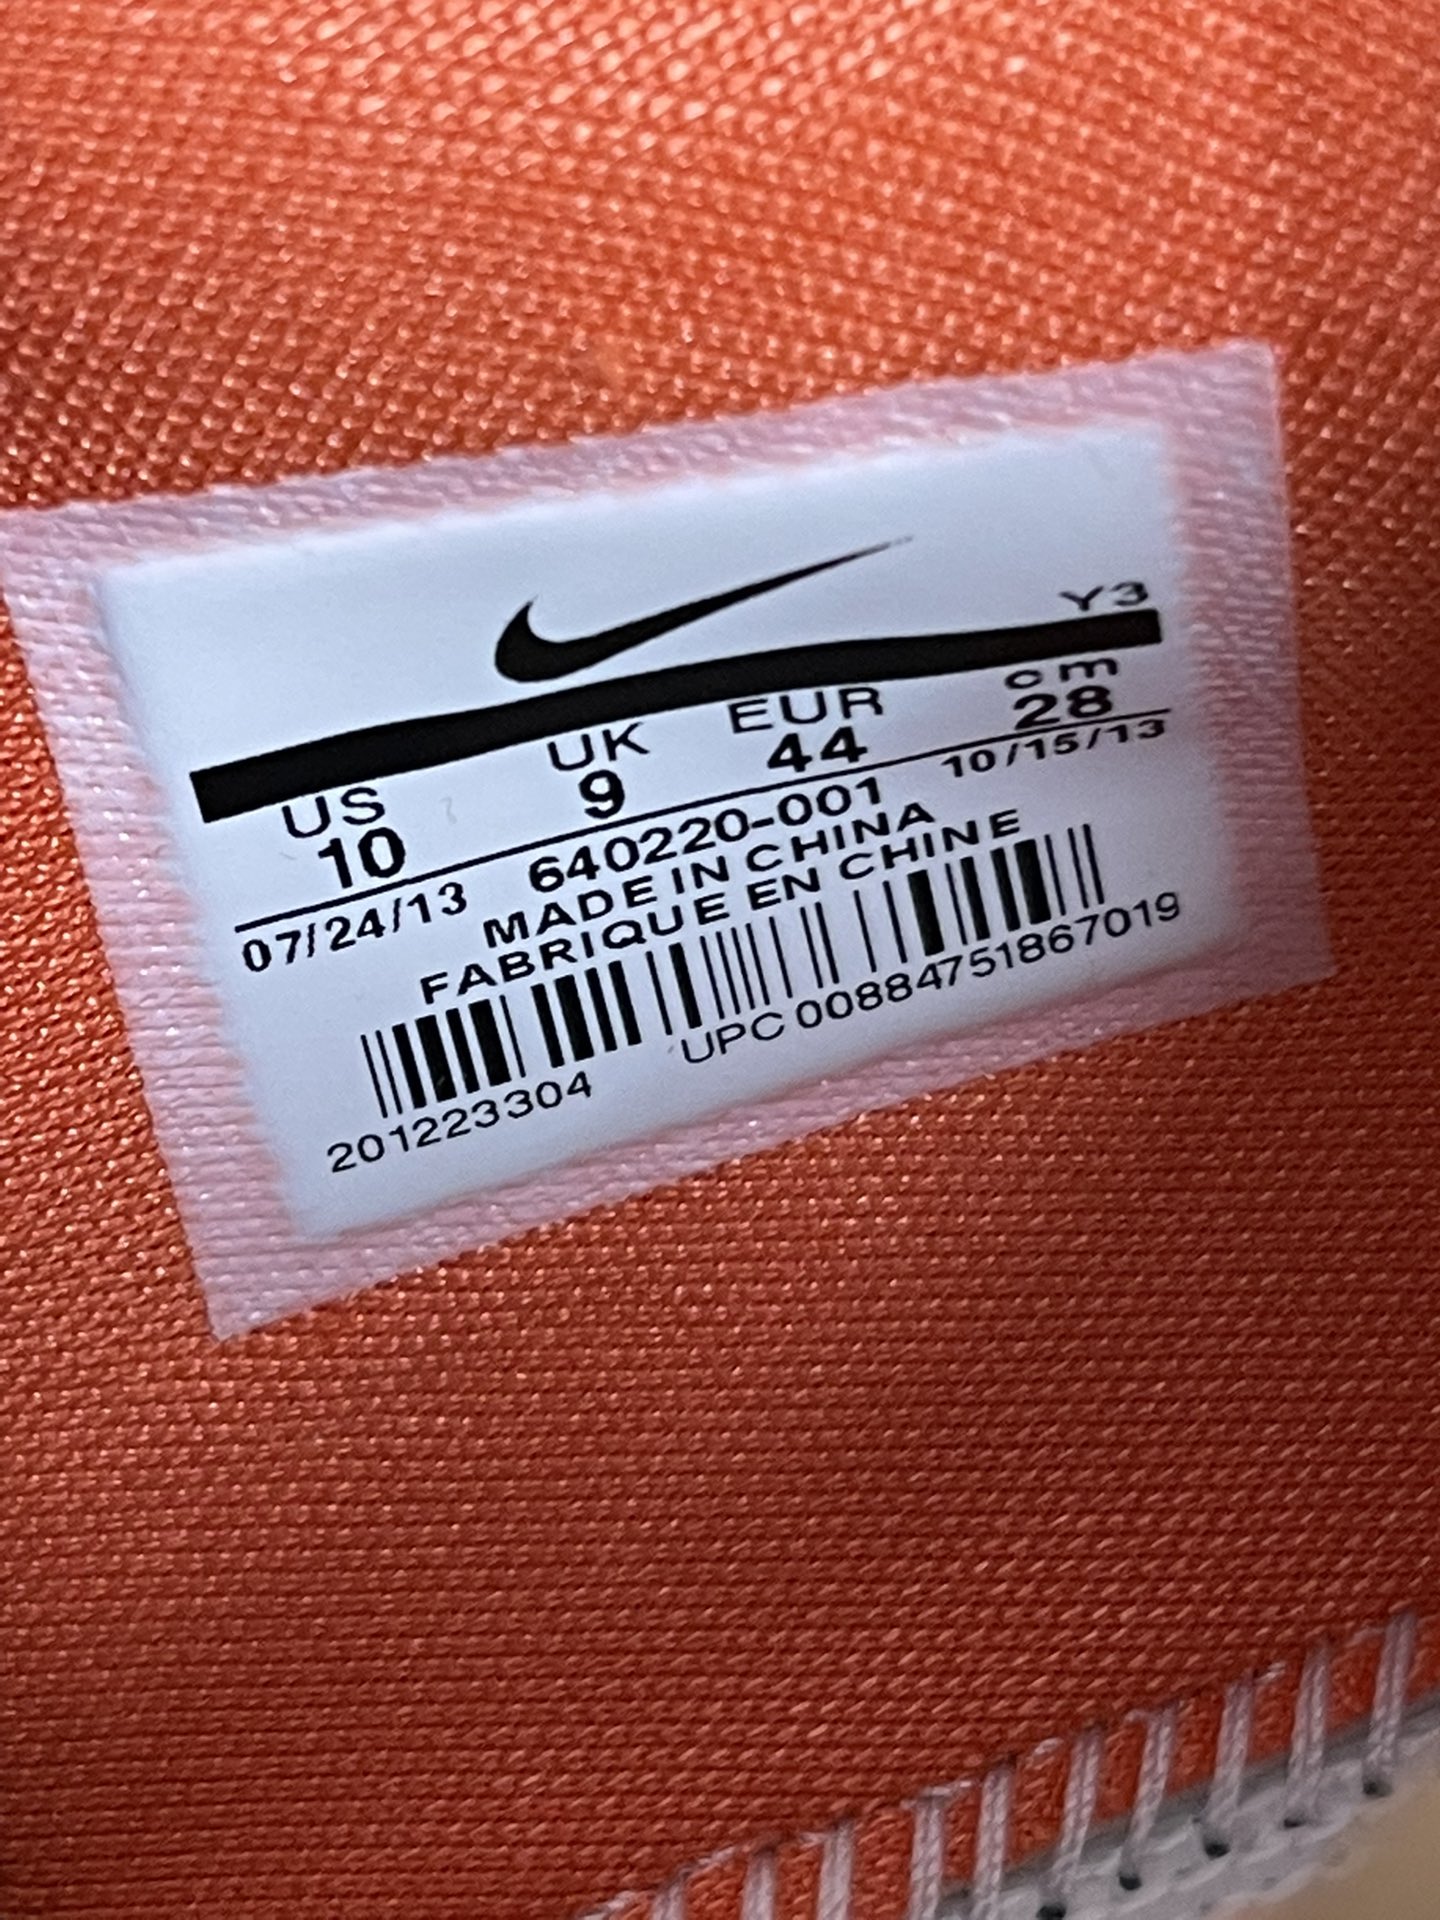 Y3
US UK EUR cm
10 9 44 28
07/24/13 640220-001 10/15/13
MADE IN CHINA
FABRIQUE EN CHINE
201223304 UPC 00884751867019